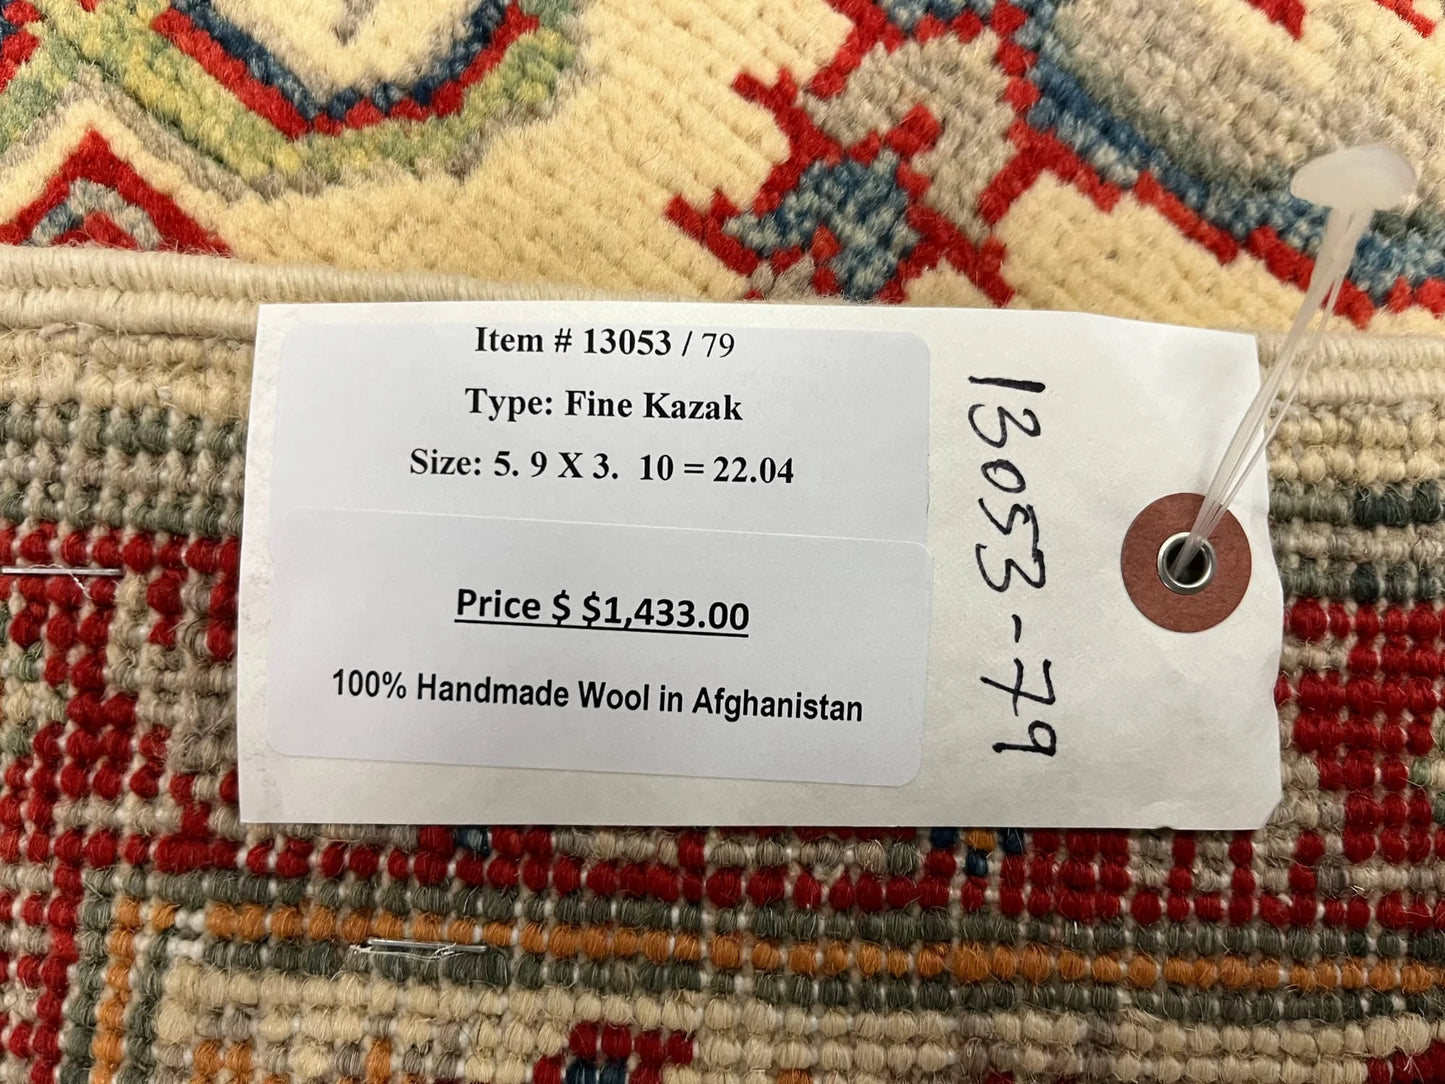 Item # 13053 / 79
Type: Fine Kazak
Size: 5. 9 X 3.  10 = 22.04
Price $ $1,433.00
100% Handmade Wool in Afghanistan
13053-79